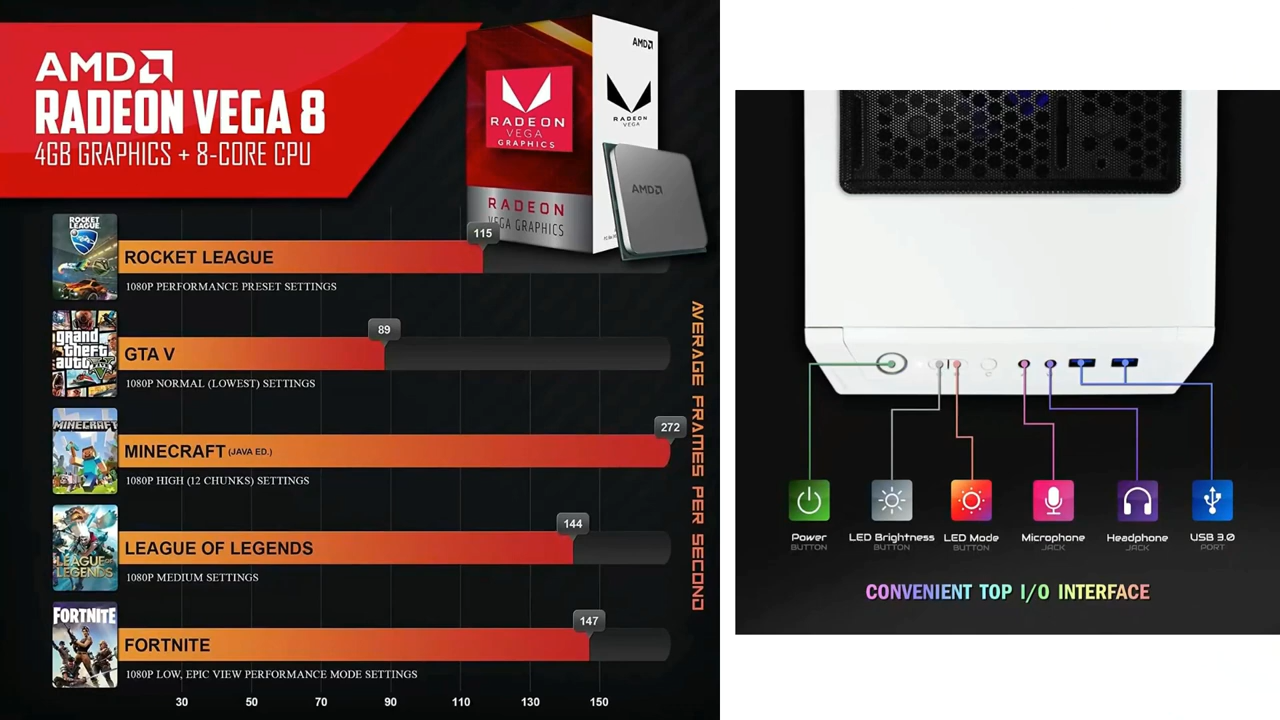 AMD
RADEON VEGA 8
4GB GRAPHICS + 8-CORE CPU
AMD
RADEON
VEGA
GRAPHICS
RADEON
VEGA
RADEON
VEGA GRAPHICS
AMD
ROCKET
LEAGUE
115
ROCKET LEAGUE
1080P PERFORMANCE PRESET SETTINGS
grand
theft
auto
89
GTA V
1080P NORMAL (LOWEST) SETTINGS
MINECRAFT
272
MINECRAFT (JAVA ED.)
1080P HIGH (12 CHUNKS) SETTINGS
LEAGUE OF
LEGENDS
144
LEAGUE OF LEGENDS
1080P MEDIUM SETTINGS
FORTNITE
147
FORTNITE
1080P LOW, EPIC VIEW PERFORMANCE MODE SETTINGS
30 50 70 90 110 130 150
AVERAGE FRAMES PER SECOND
Power
BUTTON
LED Brightness
BUTTON
LED Mode
BUTTON
Microphone
JACK
Headphone
JACK
USB 3.0
PORT
CONVENIENT TOP I/O INTERFACE